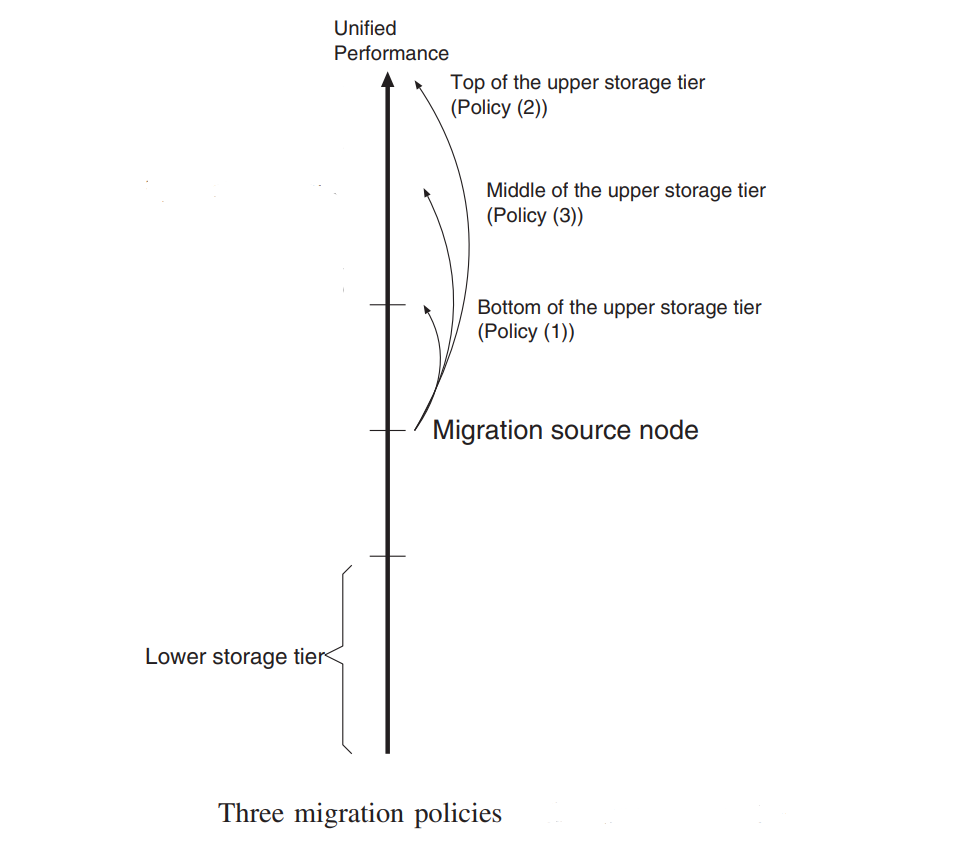 Unified
Performance
Top of the upper storage tier
(Policy (2))
Middle of the upper storage tier
(Policy (3))
Bottom of the upper storage tier
(Policy (1))
Migration source node
Lower storage tier
Three migration policies